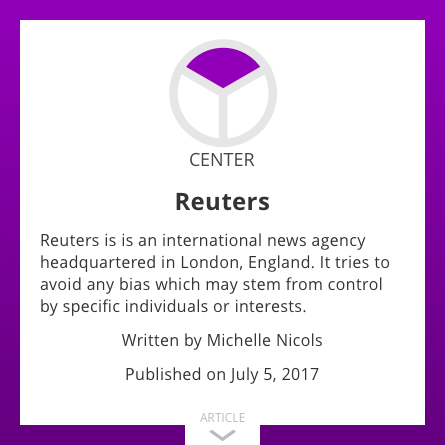 CENTER
Reuters
Reuters is is an international news agency
headquartered in London, England. It tries to
avoid any bias which may stem from control
by specific individuals or interests.
Written by Michelle Nicols
Published on July 5, 2017
ARTICLE